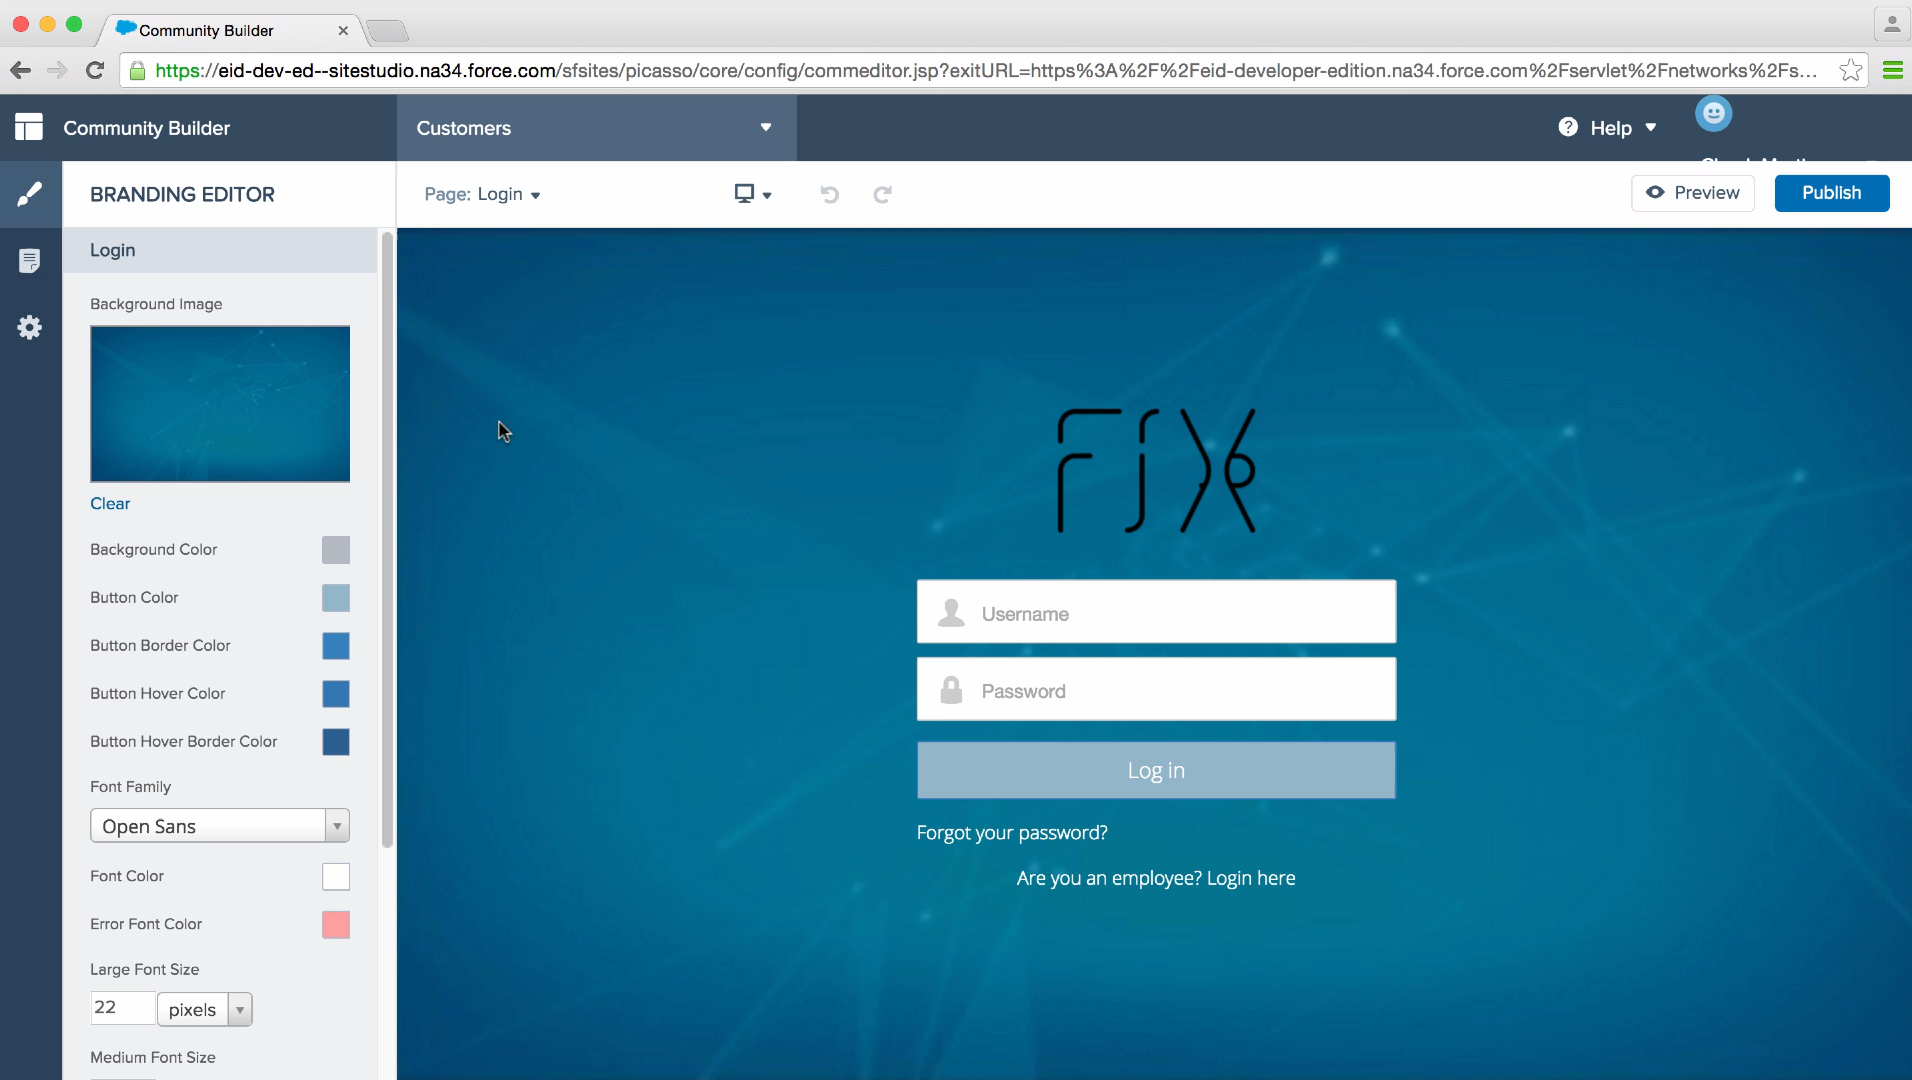 Community Builder
https://eid-dev-ed--sitestudio.na34.force.com/sfsites/picasso/core/config/commeditor.jsp?exitURL=https%3A%2F%2Feid-developer-edition.na34.force.com%2Fservlet%2Fnetworks%2Fs...
Community Builder
Customers
Help
BRANDING EDITOR
Page: Login
Preview
Publish
Login
Background Image
Clear
Background Color
Button Color
Button Border Color
Button Hover Color
Button Hover Border Color
Font Family
Open Sans
Font Color
Error Font Color
Large Font Size
22 pixels
Medium Font Size
FIX
Username
Password
Log in
Forgot your password?
Are you an employee? Login here